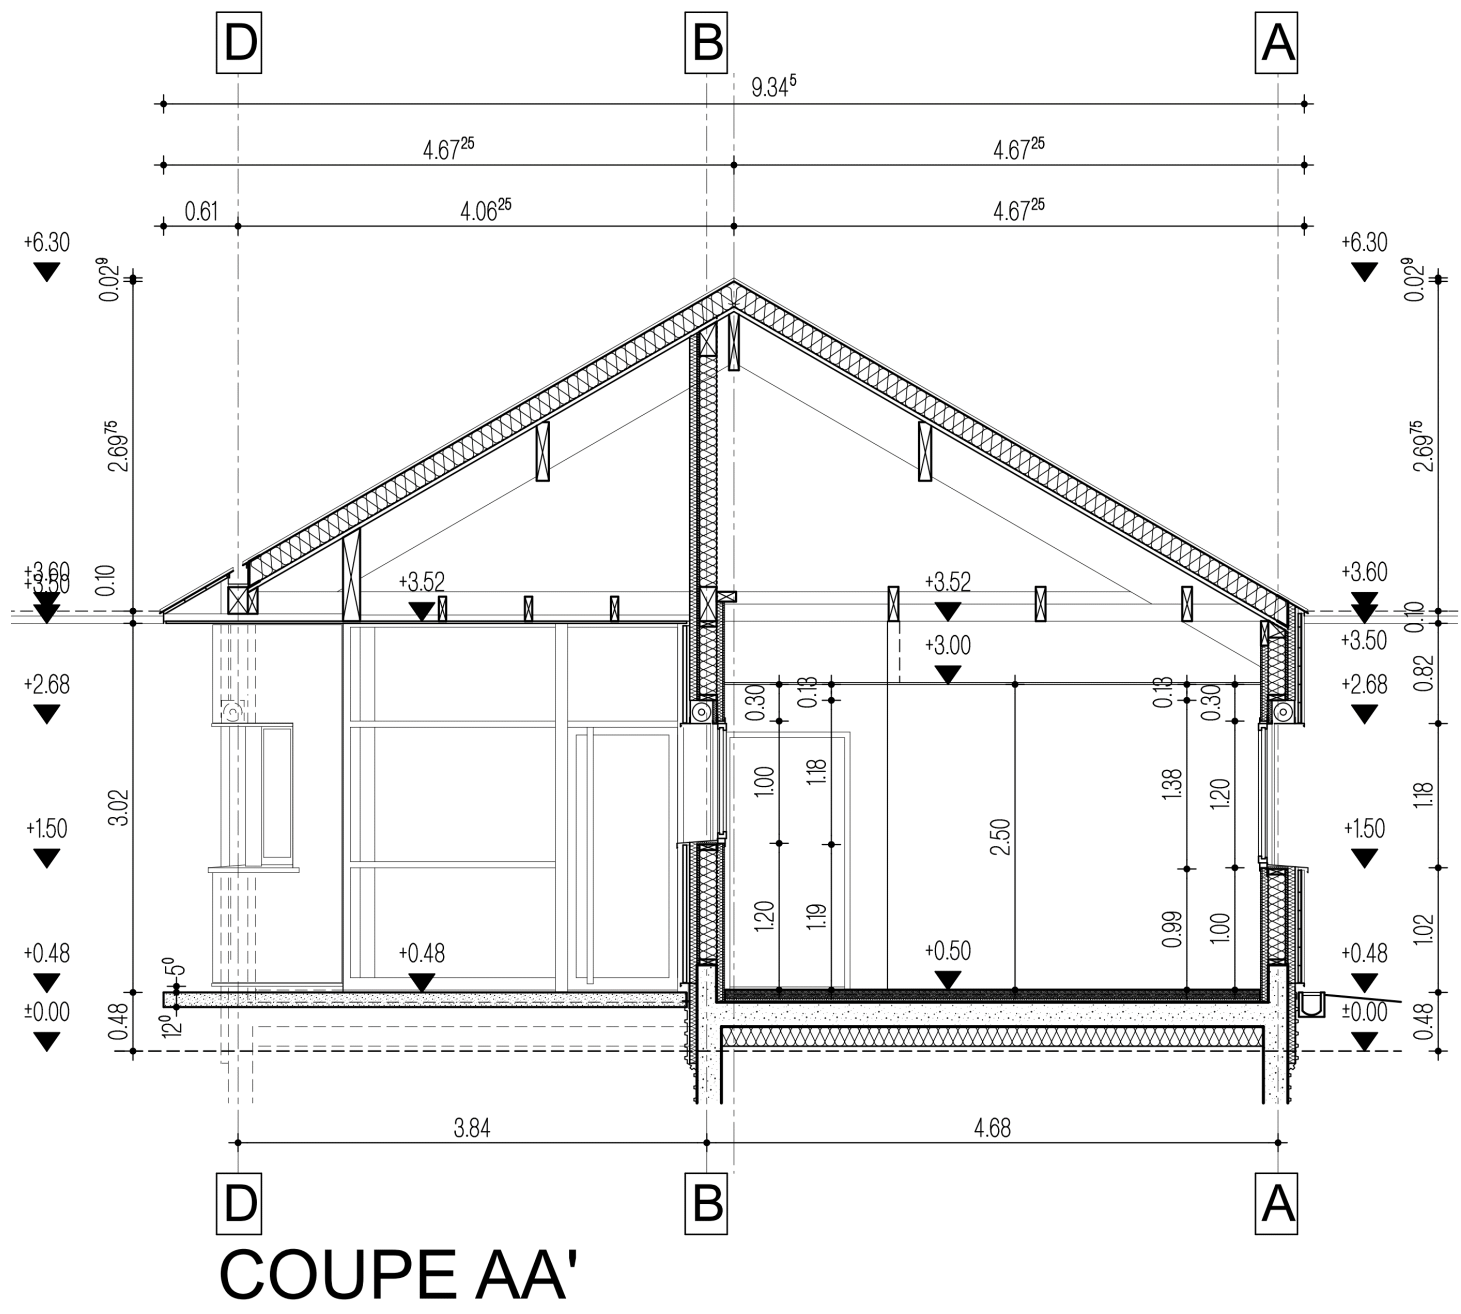 D B A
9.34⁵
4.67²⁵ 4.67²⁵
0.61 4.06²⁵ 4.67²⁵
+6.30 +6.30
0.02⁹ 0.02⁹
2.69⁷⁵ 2.69⁷⁵
+3.60 0.10 +3.52 +3.52 +3.60
+3.50 0.10
+3.00 +3.50
+2.68 0.30 0.13 0.13 0.30 +2.68 0.82
3.02 1.00 1.18 2.50 1.38 1.20 1.18
+1.50 +1.50
1.20 1.19 0.99 1.00 1.02
+0.48 5⁰ +0.48 +0.50 +0.48
±0.00 0.48 12⁰ ±0.00 0.48
3.84 4.68
D B A
COUPE AA'